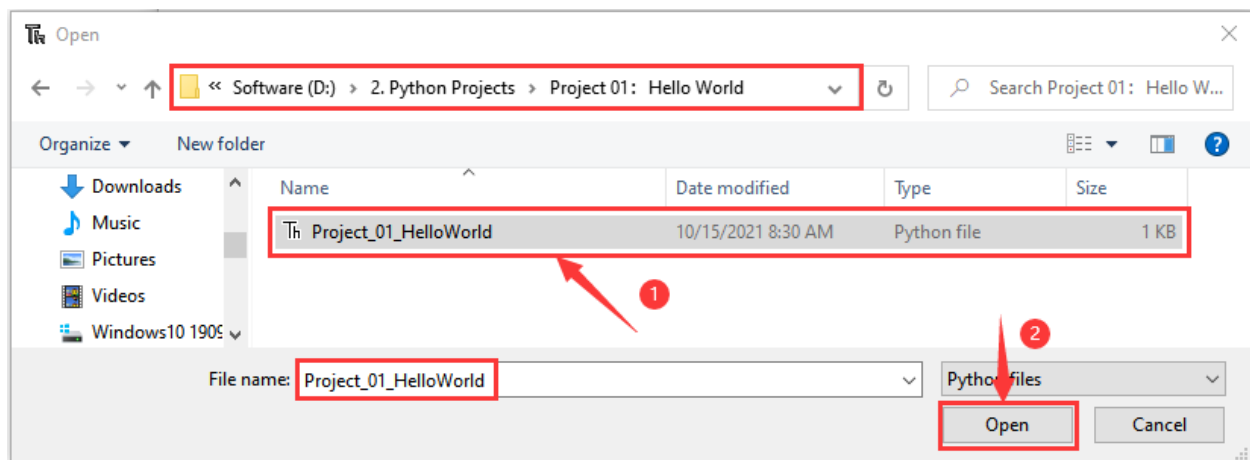 Th Open
« Software (D:) › 2. Python Projects › Project 01：Hello World
Search Project 01：Hello W...
Organize
New folder
?
Downloads
Music
Pictures
Videos
Windows10 1909
Name
Date modified
Type
Size
Th Project_01_HelloWorld
10/15/2021 8:30 AM
Python file
1 KB
1
2
File name:
Project_01_HelloWorld
Python files
Open
Cancel